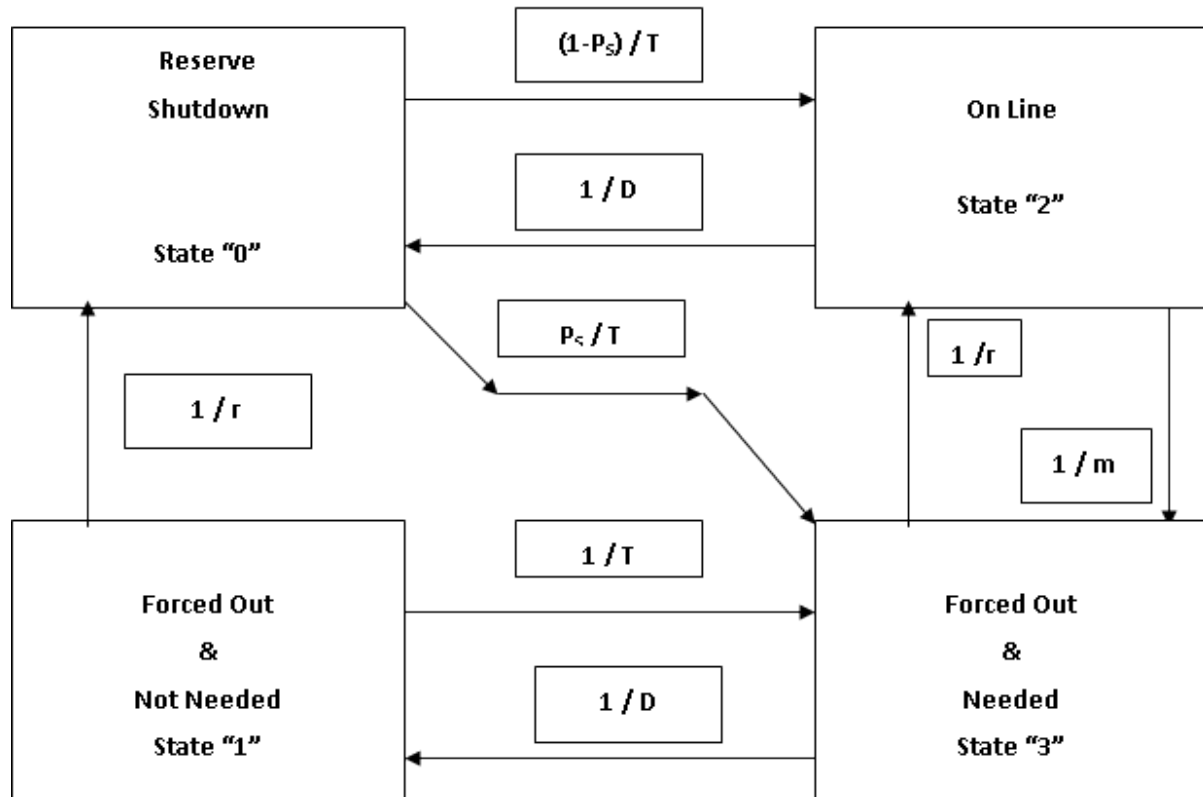 Reserve
Shutdown
State “0”
(1-Ps) / T
1 / D
On Line
State “2”
Ps / T
1 / r
1 /r
1 / m
Forced Out
&
Not Needed
State “1”
1 / T
1 / D
Forced Out
&
Needed
State “3”